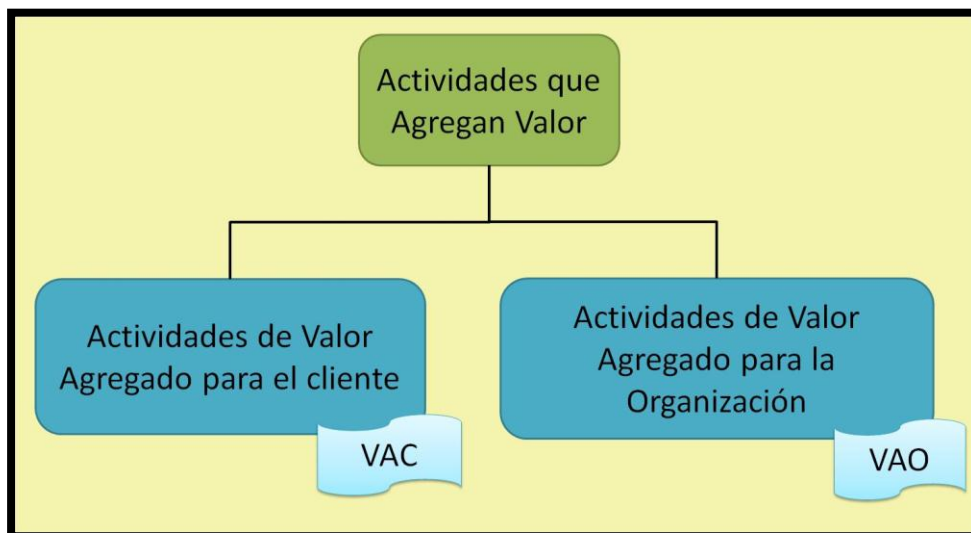 Actividades que
Agregan Valor
Actividades de Valor
Agregado para el cliente
VAC
Actividades de Valor
Agregado para la
Organización
VAO